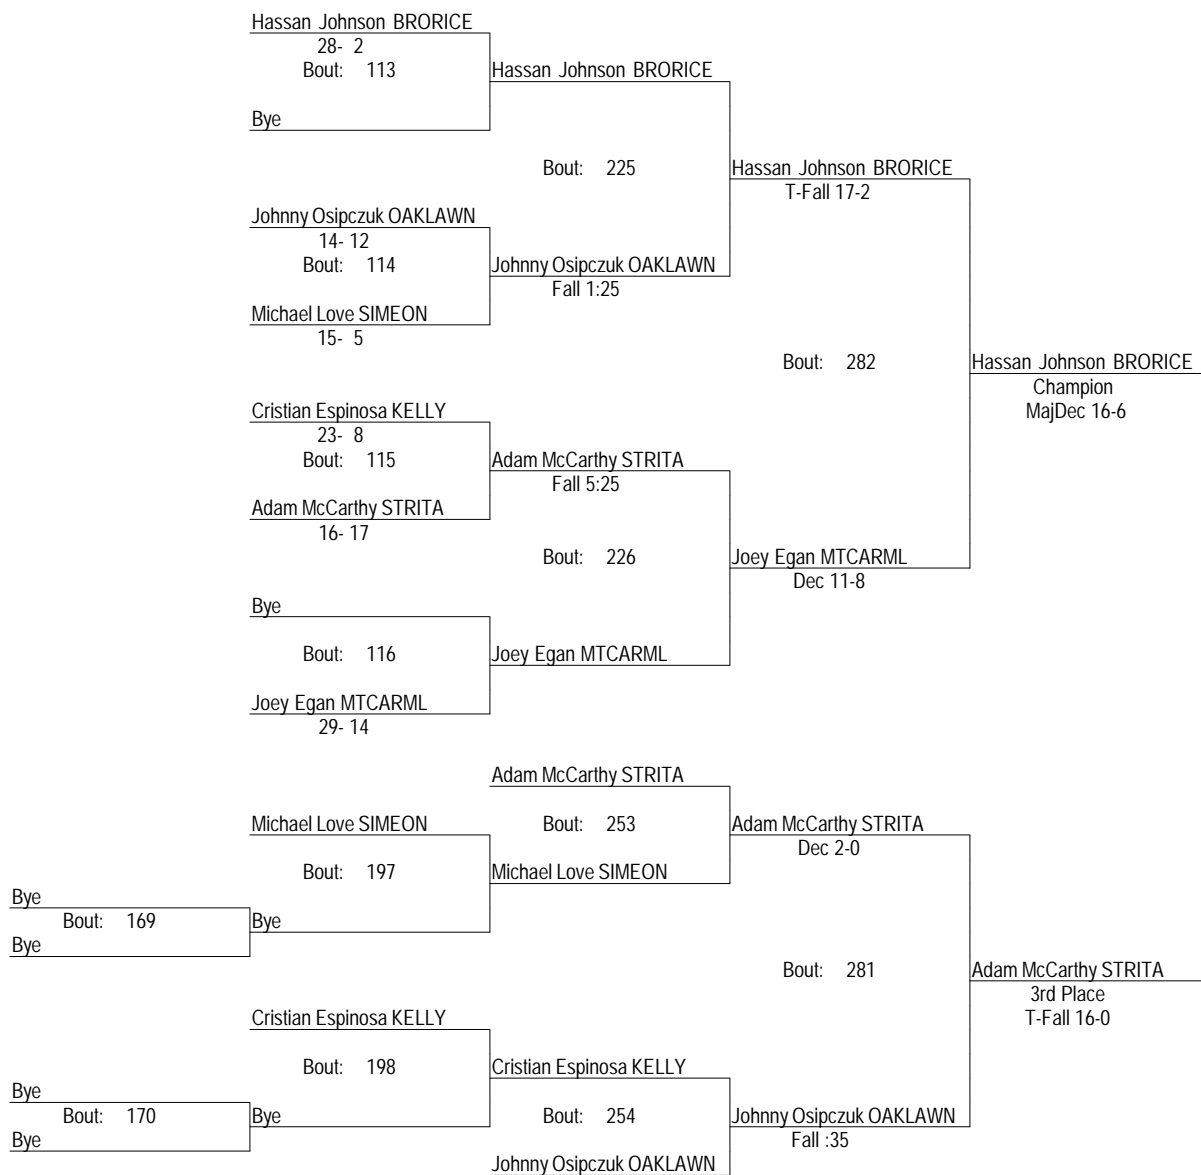 Hassan Johnson BRORICE
28- 2
Bout: 113
Hassan Johnson BRORICE
Bye
Bout: 225
Hassan Johnson BRORICE
T-Fall 17-2
Johnny Osipczuk OAKLAWN
14- 12
Bout: 114
Johnny Osipczuk OAKLAWN
Fall 1:25
Michael Love SIMEON
15- 5
Bout: 282
Hassan Johnson BRORICE
Champion
MajDec 16-6
Cristian Espinosa KELLY
23- 8
Bout: 115
Adam McCarthy STRITA
Fall 5:25
Adam McCarthy STRITA
16- 17
Bout: 226
Joey Egan MTCARML
Dec 11-8
Bye
Bout: 116
Joey Egan MTCARML
Joey Egan MTCARML
29- 14
Adam McCarthy STRITA
Michael Love SIMEON
Bout: 253
Adam McCarthy STRITA
Dec 2-0
Bout: 197
Michael Love SIMEON
Bye
Bout: 169
Bye
Bye
Bout: 281
Adam McCarthy STRITA
3rd Place
T-Fall 16-0
Cristian Espinosa KELLY
Bout: 198
Cristian Espinosa KELLY
Bye
Bout: 170
Bye
Bye
Bout: 254
Johnny Osipczuk OAKLAWN
Fall :35
Johnny Osipczuk OAKLAWN